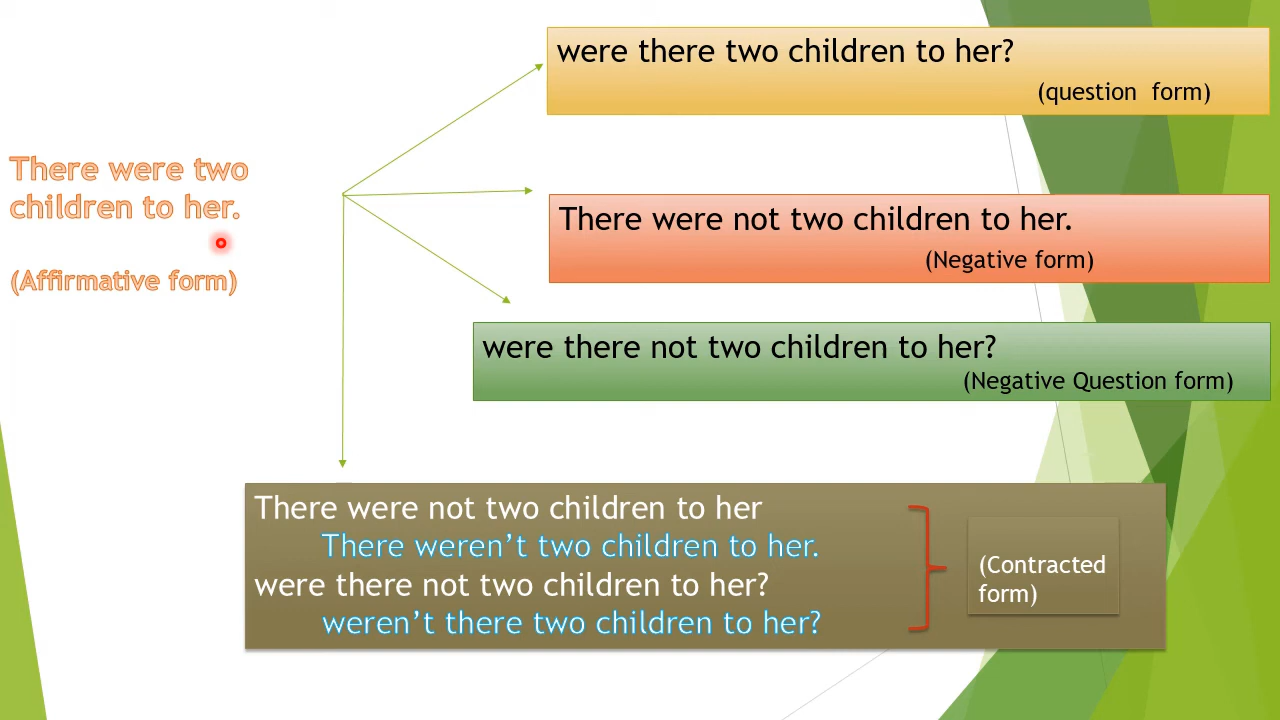 There were two
children to her.
(Affirmative form)
were there two children to her?
(question  form)
There were not two children to her.
(Negative form)
were there not two children to her?
(Negative Question form)
There were not two children to her
There weren’t two children to her.
were there not two children to her?
weren’t there two children to her?
(Contracted
form)